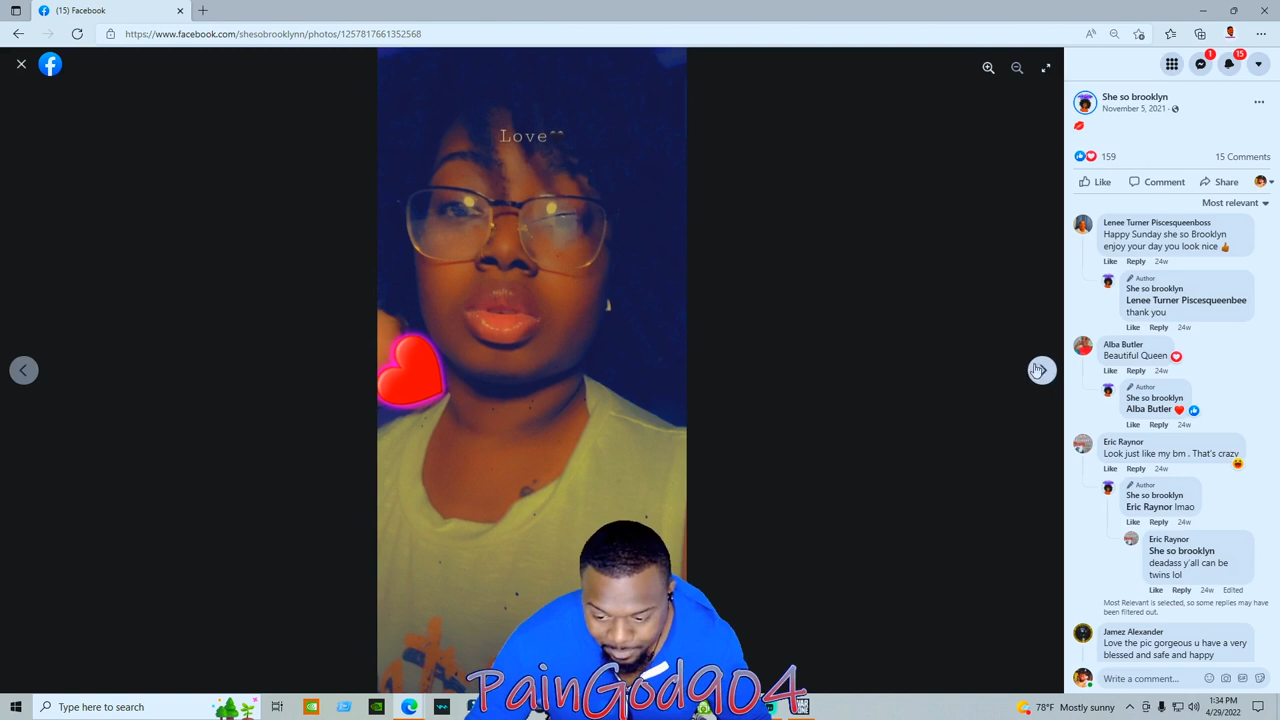 (15) Facebook
https://www.facebook.com/shesobrooklynn/photos/1257817661352568
1
15
She so brooklyn
November 5, 2021 ·
💋
159
15 Comments
Like Comment Share
Most relevant
Love
Lenee Turner Piscesqueenboss
Happy Sunday she so Brooklyn
enjoy your day you look nice 👍🏾
Like Reply 24w
Author
She so brooklyn
Lenee Turner Piscesqueenbee
thank you
Like Reply 24w
Alba Butler
Beautiful Queen
Like Reply 24w
Author
She so brooklyn
Alba Butler ♥
Like Reply 24w
Eric Raynor
Look just like my bm . That's crazy
Like Reply 24w
Author
She so brooklyn
Eric Raynor lmao
Like Reply 24w
Eric Raynor
She so brooklyn
deadass y'all can be
twins lol
Like Reply 24w Edited
Most Relevant is selected, so some replies may have
been filtered out.
Jamez Alexander
Love the pic gorgeous u have a very
blessed and safe and happy
Write a comment...
PainGod904
Type here to search
78°F Mostly sunny
1:34 PM
4/29/2022